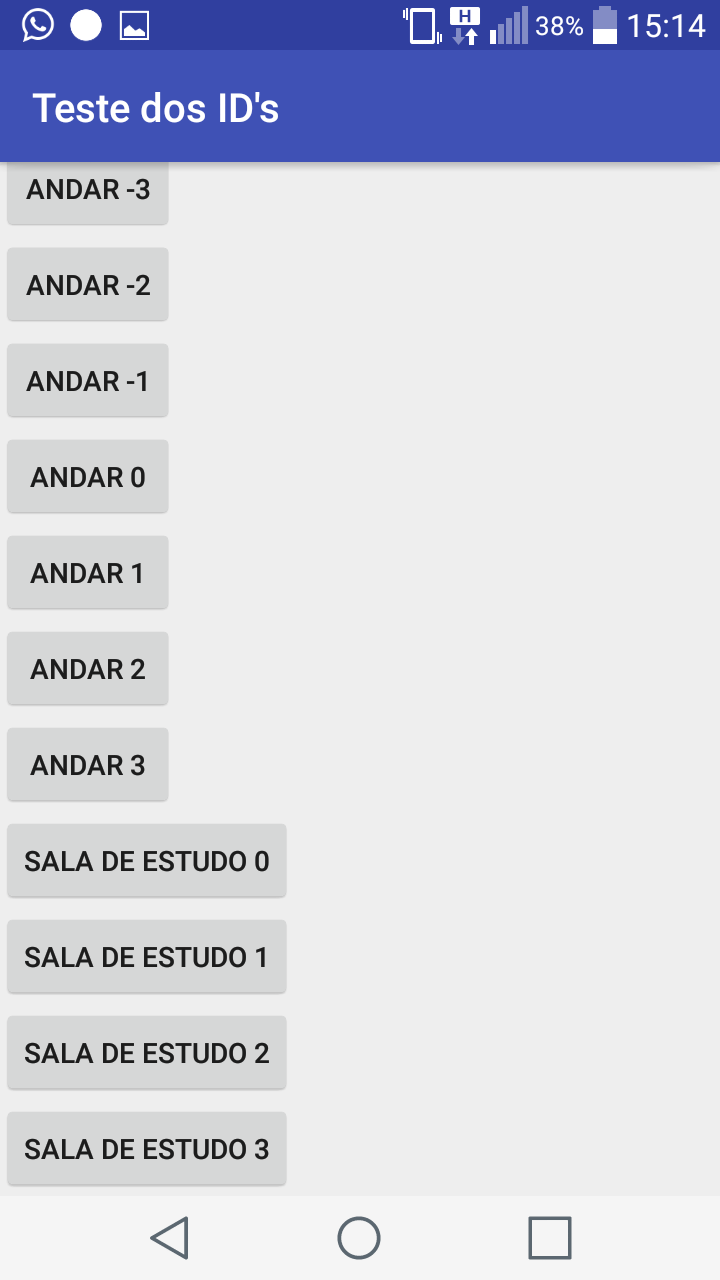 H 38% 15:14
Teste dos ID's
ANDAR -3
ANDAR -2
ANDAR -1
ANDAR 0
ANDAR 1
ANDAR 2
ANDAR 3
SALA DE ESTUDO 0
SALA DE ESTUDO 1
SALA DE ESTUDO 2
SALA DE ESTUDO 3